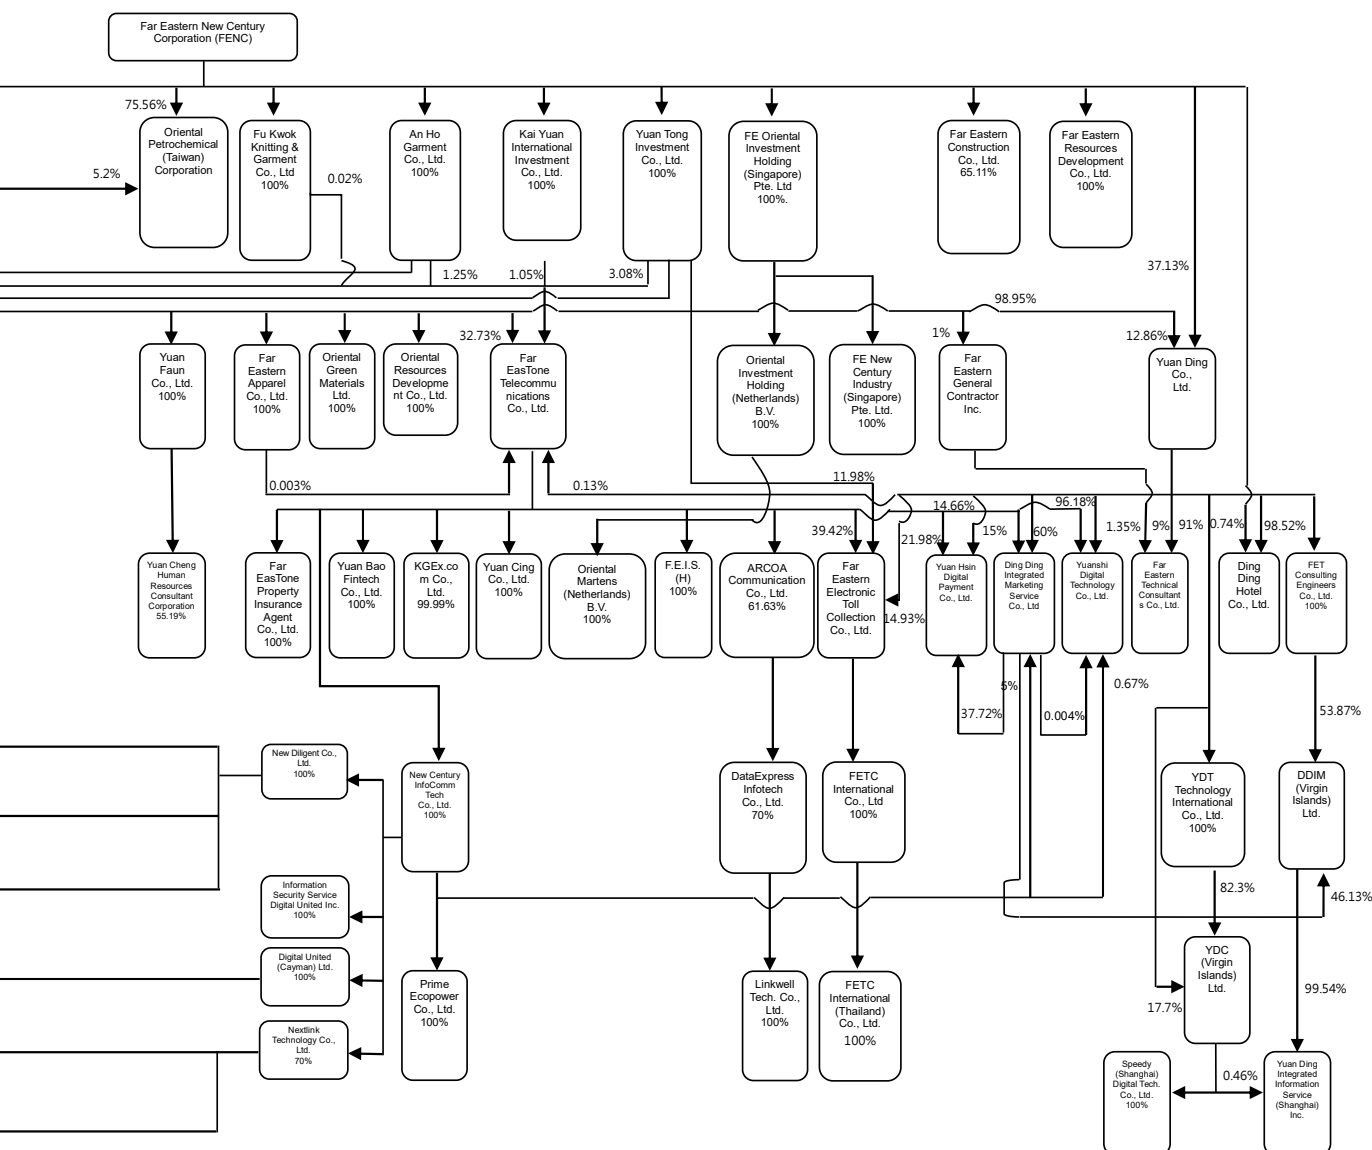 Far Eastern New Century
Corporation (FENC)
75.56%
Oriental
Petrochemical
(Taiwan)
Corporation
Fu Kwok
Knitting &
Garment
Co., Ltd
100%
An Ho
Garment
Co., Ltd.
100%
Kai Yuan
International
Investment
Co., Ltd.
100%
Yuan Tong
Investment
Co., Ltd.
100%
FE Oriental
Investment
Holding
(Singapore)
Pte. Ltd
100%.
Far Eastern
Construction
Co., Ltd.
65.11%
Far Eastern
Resources
Development
Co., Ltd.
100%
5.2%
0.02%
1.25%
1.05%
3.08%
37.13%
98.95%
32.73%
1%
12.86%
Yuan
Faun
Co., Ltd.
100%
Far
Eastern
Apparel
Co., Ltd.
100%
Oriental
Green
Materials
Ltd.
100%
Oriental
Resources
Developme
nt Co., Ltd.
100%
Far
EasTone
Telecommu
nications
Co., Ltd.
Oriental
Investment
Holding
(Netherlands)
B.V.
100%
FE New
Century
Industry
(Singapore)
Pte. Ltd.
100%
Far
Eastern
General
Contractor
Inc.
Yuan Ding
Co.,
Ltd.
0.003%
0.13%
11.98%
14.66%
96.18%
39.42%
21.98%
15%
60%
1.35%
9%
91%
0.74%
98.52%
Yuan Cheng
Human
Resources
Consultant
Corporation
55.19%
Far
EasTone
Property
Insurance
Agent
Co., Ltd.
100%
Yuan Bao
Fintech
Co., Ltd.
100%
KGEx.co
m Co.,
Ltd.
99.99%
Yuan Cing
Co., Ltd.
100%
Oriental
Martens
(Netherlands)
B.V.
100%
F.E.I.S.
(H)
100%
ARCOA
Communication
Co., Ltd.
61.63%
Far
Eastern
Electronic
Toll
Collection
Co., Ltd.
14.93%
Yuan Hsin
Digital
Payment
Co., Ltd.
Ding Ding
Integrated
Marketing
Service
Co., Ltd
Yuanshi
Digital
Technology
Co., Ltd.
Far
Eastern
Technical
Consultant
s Co., Ltd.
Ding
Ding
Hotel
Co., Ltd.
FET
Consulting
Engineers
Co., Ltd.
100%
37.72%
5%
0.004%
0.67%
53.87%
New Diligent Co.,
Ltd.
100%
New Century
InfoComm
Tech
Co., Ltd.
100%
DataExpress
Infotech
Co., Ltd.
70%
FETC
International
Co., Ltd
100%
YDT
Technology
International
Co., Ltd.
100%
DDIM
(Virgin
Islands)
Ltd.
Information
Security Service
Digital United Inc.
100%
82.3%
46.13%
Digital United
(Cayman) Ltd.
100%
Prime
Ecopower
Co., Ltd.
100%
Linkwell
Tech. Co.,
Ltd.
100%
FETC
International
(Thailand)
Co., Ltd.
100%
YDC
(Virgin
Islands)
Ltd.
17.7%
99.54%
Nextlink
Technology Co.,
Ltd.
70%
Speedy
(Shanghai)
Digital Tech.
Co., Ltd.
100%
0.46%
Yuan Ding
Integrated
Information
Service
(Shanghai)
Inc.